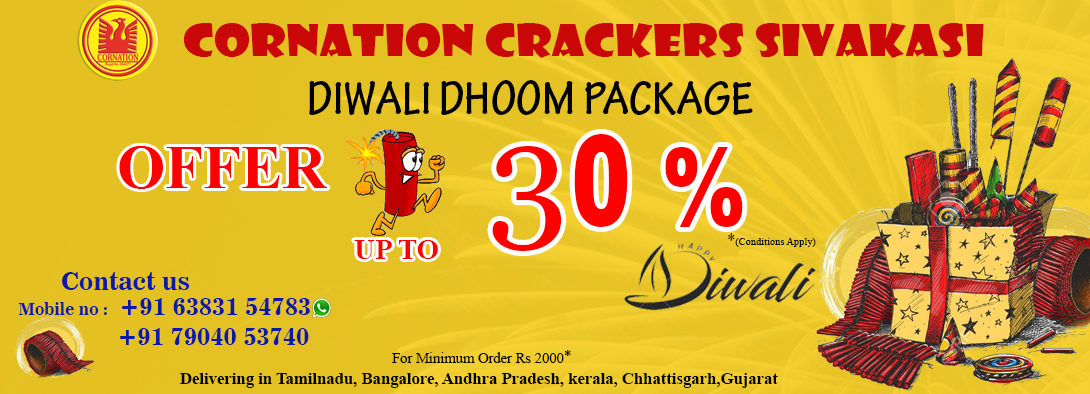 CORNATION
CORNATION CRACKERS SIVAKASI
DIWALI DHOOM PACKAGE
OFFER
UP TO
30 %
*(Conditions Apply)
HAPPY
Diwali
Contact us
Mobile no : +91 63831 54783
+91 79040 53740
For Minimum Order Rs 2000*
Delivering in Tamilnadu, Bangalore, Andhra Pradesh, kerala, Chhattisgarh,Gujarat